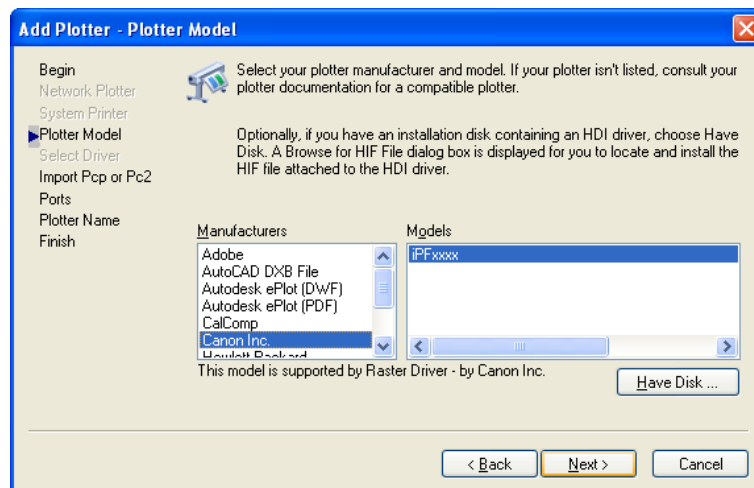 Add Plotter - Plotter Model
Begin
Network Plotter
System Printer
Plotter Model
Select Driver
Import Pcp or Pc2
Ports
Plotter Name
Finish
Select your plotter manufacturer and model. If your plotter isn't listed, consult your
plotter documentation for a compatible plotter.
Optionally, if you have an installation disk containing an HDI driver, choose Have
Disk. A Browse for HIF File dialog box is displayed for you to locate and install the
HIF file attached to the HDI driver.
Manufacturers
Adobe
AutoCAD DXB File
Autodesk ePlot (DWF)
Autodesk ePlot (PDF)
CalComp
Canon Inc.
Hewlett Packard
Models
iPFxxxx
This model is supported by Raster Driver - by Canon Inc.
Have Disk ...
< Back
Next >
Cancel